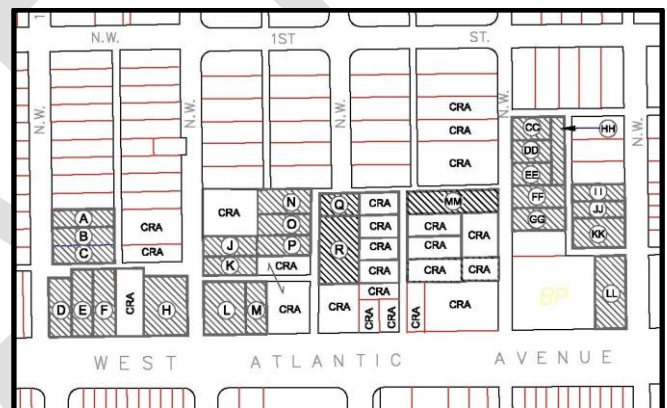 N.W. 1ST ST.
N.W.
N.W.
N.W.
N.W.
N.W.
CRA
CRA
CRA
CC
HH
DD
EE
FF
GG
II
JJ
KK
A
B
C
CRA
CRA
CRA
N
O
J
P
K
CRA
Q
CRA
R
CRA
CRA
CRA
MM
CRA
CRA
CRA
CRA
CRA
D
E
F
CRA
H
L
M
CRA
CRA
CRA
CRA
CRA
CRA
CRA
BP
LL
WEST ATLANTIC AVENUE